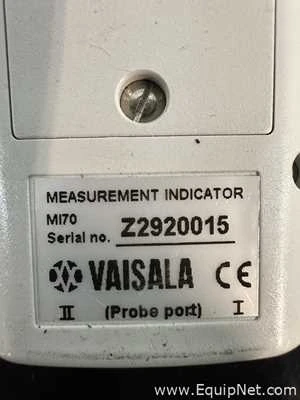 MEASUREMENT INDICATOR
MI70
Serial no. Z2920015
VAISALA CE
II (Probe port) I
www.EquipNet.com